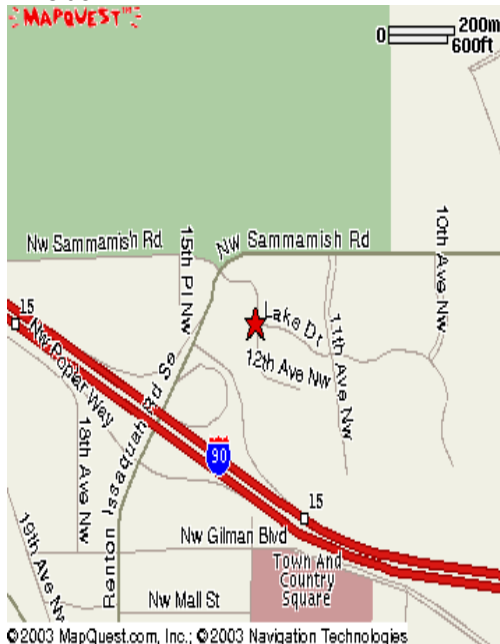 MAPQUEST™
0 200m
600ft
Nw Sammamish Rd
15th Pl Nw
Nw Sammamish Rd
10th Ave Nw
15
Lake Dr
11th Ave Nw
12th Ave Nw
Nw Poplar Way
18th Ave Nw
Renton Issaquah Rd Se
90
15
19th Ave Nw
Nw Gilman Blvd
Town And
Country
Square
Nw Mall St
©2003 MapQuest.com, Inc.; ©2003 Navigation Technologies